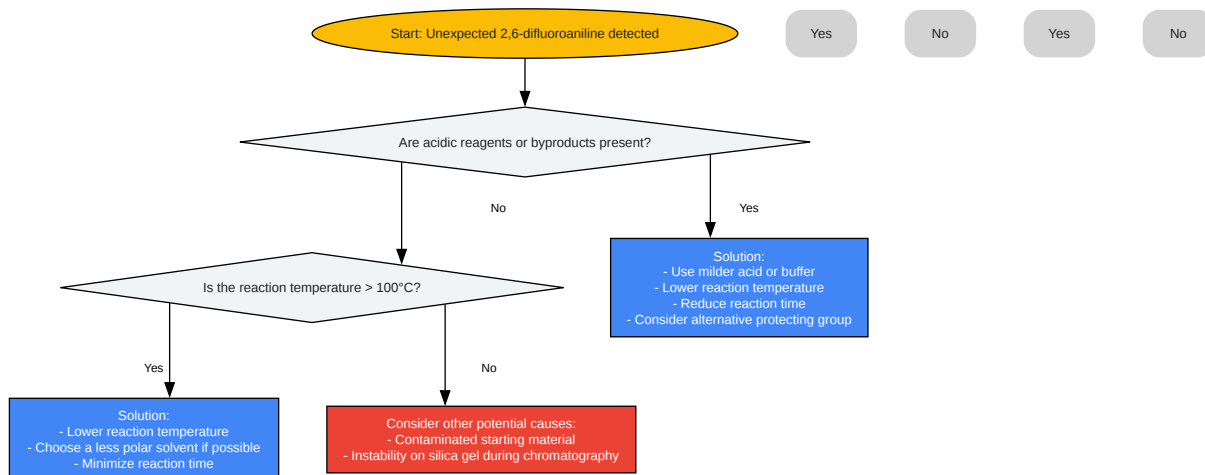 Start: Unexpected 2,6-difluoroaniline detected
Yes
No
Yes
No
Are acidic reagents or byproducts present?
No
Yes
Solution:
- Use milder acid or buffer
- Lower reaction temperature
- Reduce reaction time
- Consider alternative protecting group
Is the reaction temperature > 100°C?
Yes
No
Solution:
- Lower reaction temperature
- Choose a less polar solvent if possible
- Minimize reaction time
Consider other potential causes:
- Contaminated starting material
- Instability on silica gel during chromatography